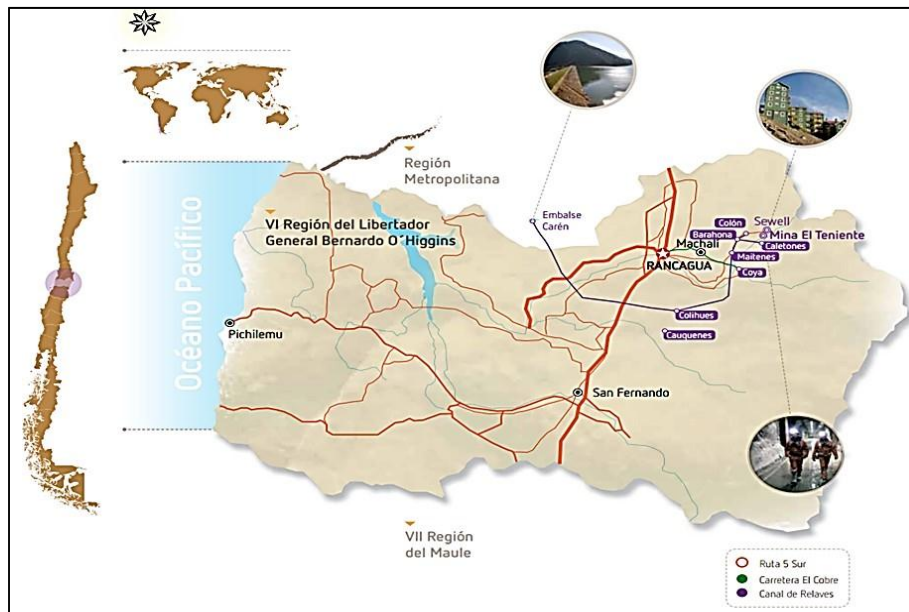 Océano Pacífico
Región
Metropolitana
VI Región del Libertador
General Bernardo O´Higgins
Embalse
Carén
Colón
Sewell
Barahona
Mina El Teniente
Machalí
Caletones
RANCAGUA
Maitenes
Coya
Colihues
Pichilemu
Cauquenes
San Fernando
VII Región
del Maule
Ruta 5 Sur
Carretera El Cobre
Canal de Relaves